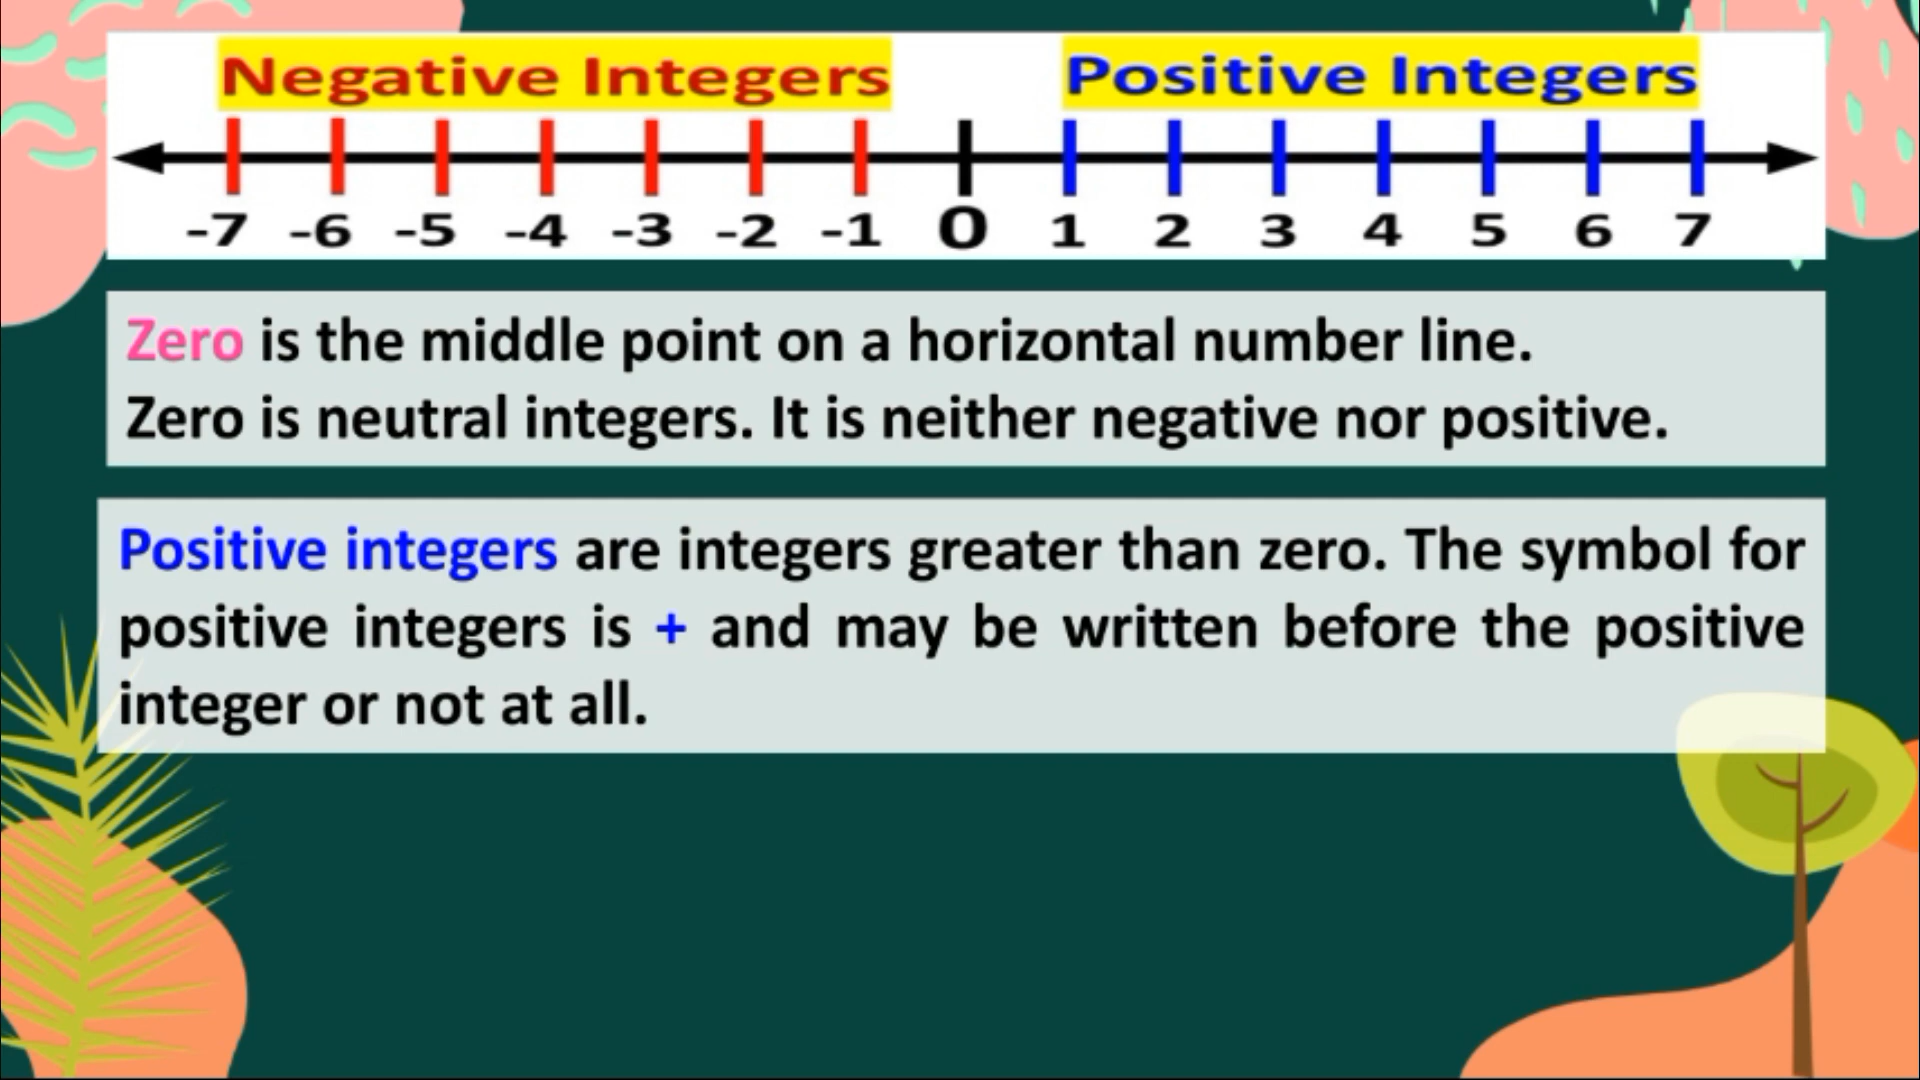 Negative Integers Positive Integers
-7 -6 -5 -4 -3 -2 -1 0 1 2 3 4 5 6 7
Zero is the middle point on a horizontal number line.
Zero is neutral integers. It is neither negative nor positive.
Positive integers are integers greater than zero. The symbol for
positive integers is + and may be written before the positive
integer or not at all.